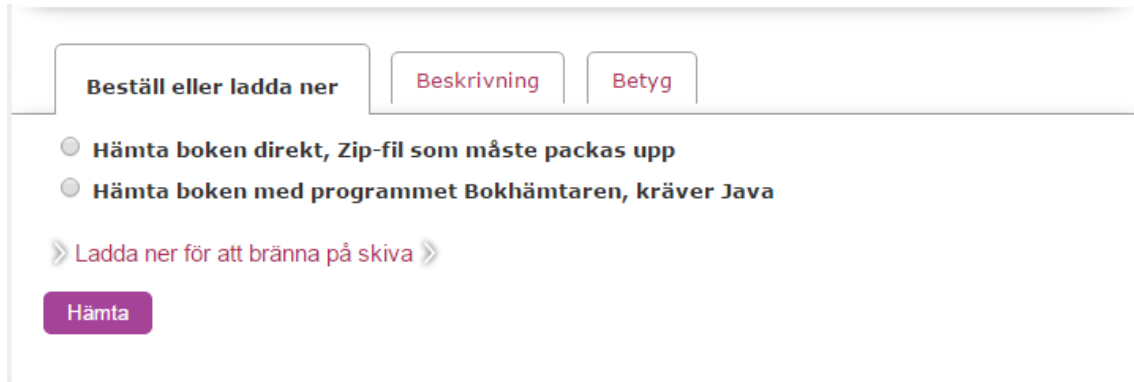 Beställ eller ladda ner
Beskrivning
Betyg
Hämta boken direkt, Zip-fil som måste packas upp
Hämta boken med programmet Bokhämtaren, kräver Java
Ladda ner för att bränna på skiva
Hämta